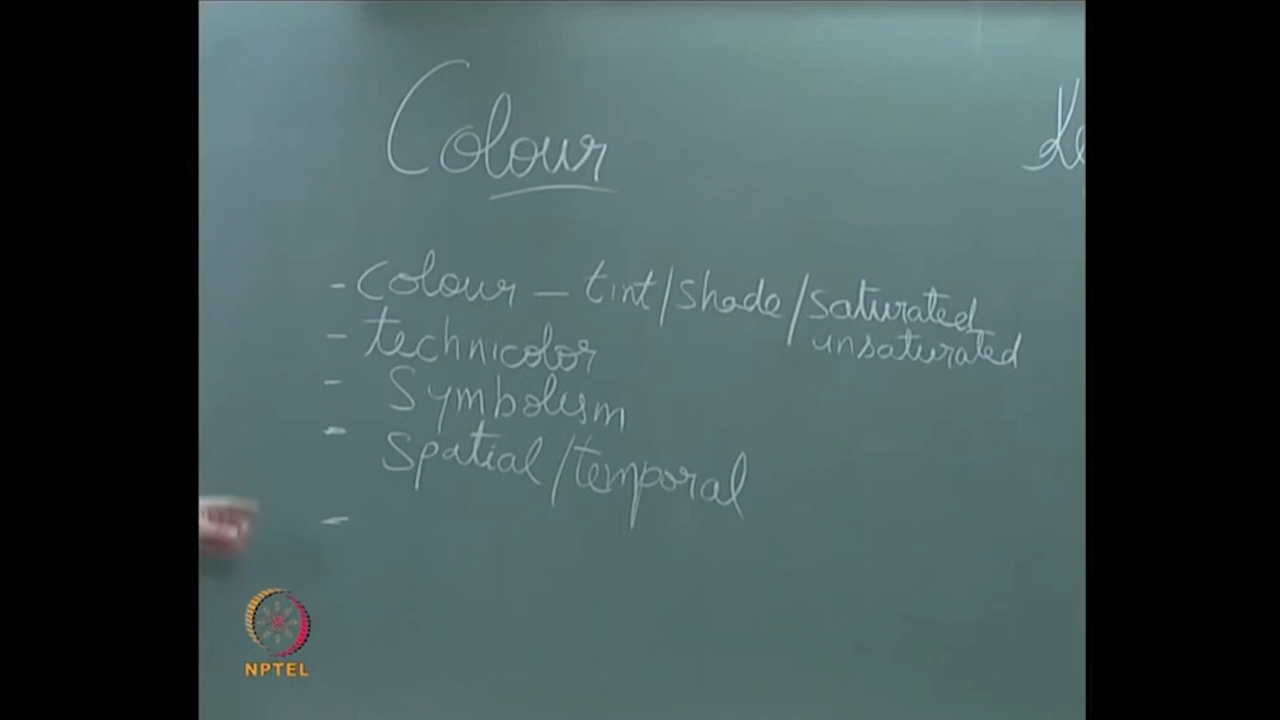 Colour
- Colour – tint/shade/saturated
unsaturated
- technicolor
- Symbolism
- Spatial/temporal
-
NPTEL